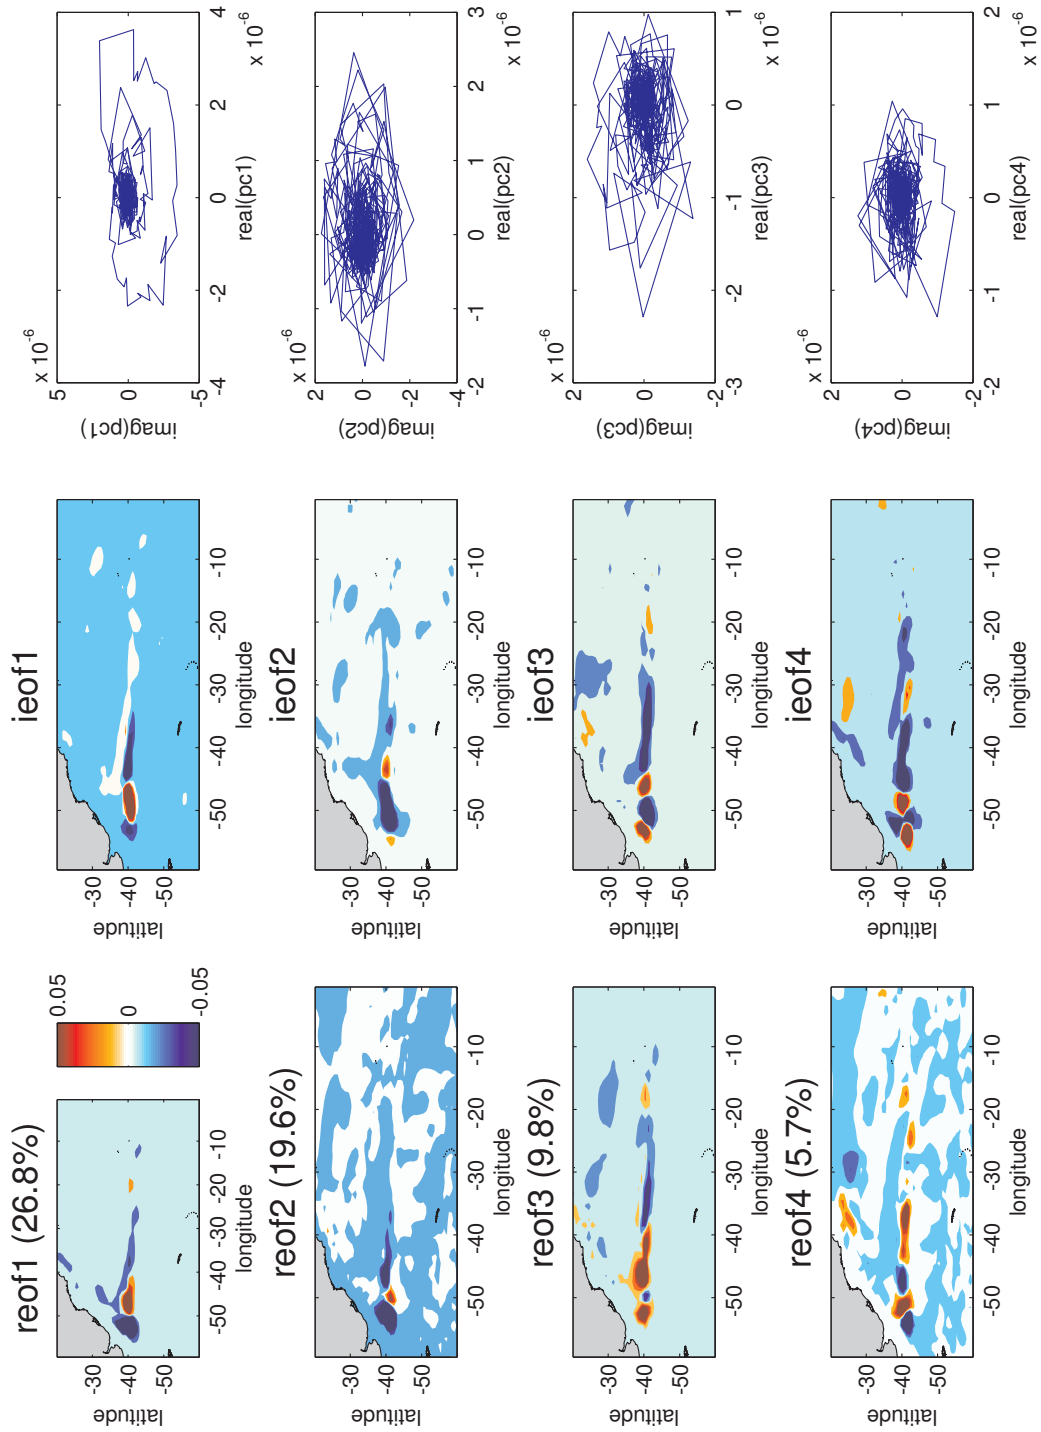 reof1 (26.8%)
-30
-40
-50
latitude
-50 -40 -30 -20 -10
longitude
0.05
0
-0.05
ieof1
-30
-40
-50
latitude
-50 -40 -30 -20 -10
longitude
x 10⁻⁶
5
0
-5
imag(pc1)
-4 -2 0 2 4
real(pc1)
x 10⁻⁶
reof2 (19.6%)
-30
-40
-50
latitude
-50 -40 -30 -20 -10
longitude
ieof2
-30
-40
-50
latitude
-50 -40 -30 -20 -10
longitude
x 10⁻⁶
2
0
-2
-4
imag(pc2)
-2 -1 0 1 2 3
real(pc2)
x 10⁻⁶
reof3 (9.8%)
-30
-40
-50
latitude
-50 -40 -30 -20 -10
longitude
ieof3
-30
-40
-50
latitude
-50 -40 -30 -20 -10
longitude
x 10⁻⁶
2
0
-2
imag(pc3)
-3 -2 -1 0 1
real(pc3)
x 10⁻⁶
reof4 (5.7%)
-30
-40
-50
latitude
-50 -40 -30 -20 -10
longitude
ieof4
-30
-40
-50
latitude
-50 -40 -30 -20 -10
longitude
x 10⁻⁶
2
0
-2
imag(pc4)
-2 -1 0 1 2
real(pc4)
x 10⁻⁶